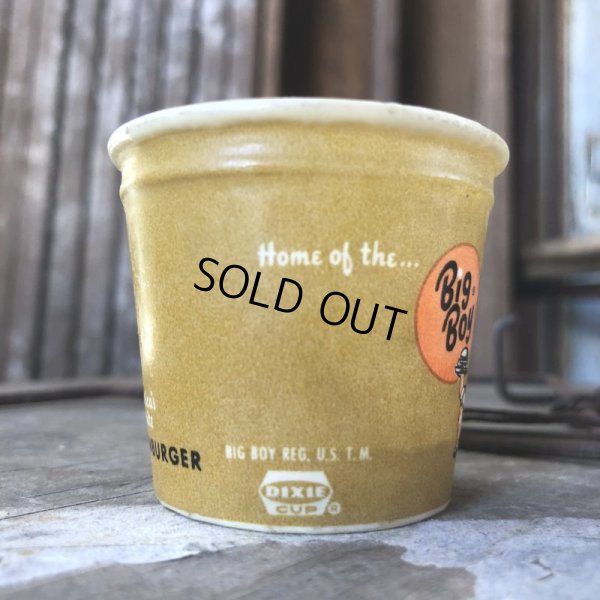 Home of the...
BIG
BOY
SOLD OUT
BURGER
BIG BOY REG. U.S. T.M.
DIXIE
CUP
®